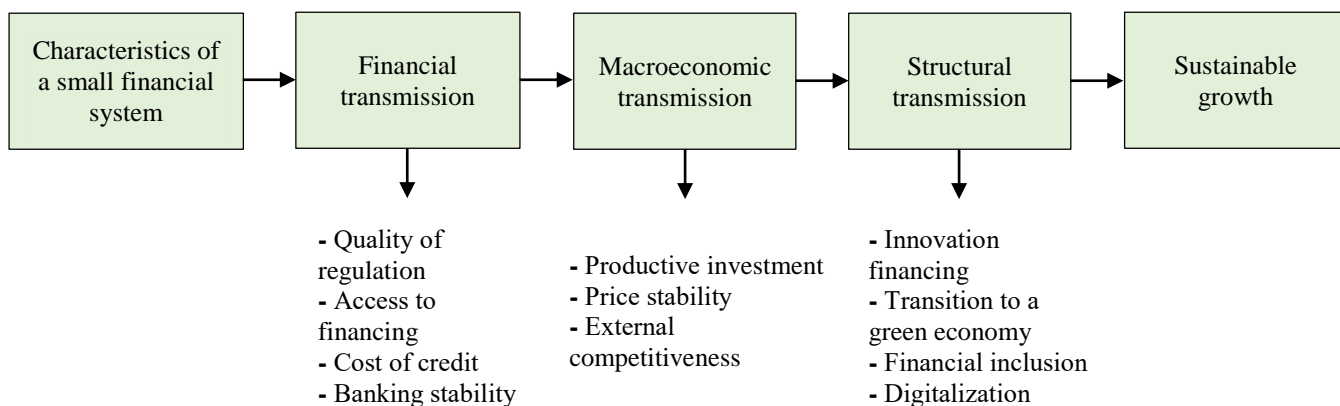 Characteristics of
a small financial
system
Financial
transmission
Macroeconomic
transmission
Structural
transmission
Sustainable
growth
- Quality of
regulation
- Access to
financing
- Cost of credit
- Banking stability
- Productive investment
- Price stability
- External
competitiveness
- Innovation
financing
- Transition to a
green economy
- Financial inclusion
- Digitalization